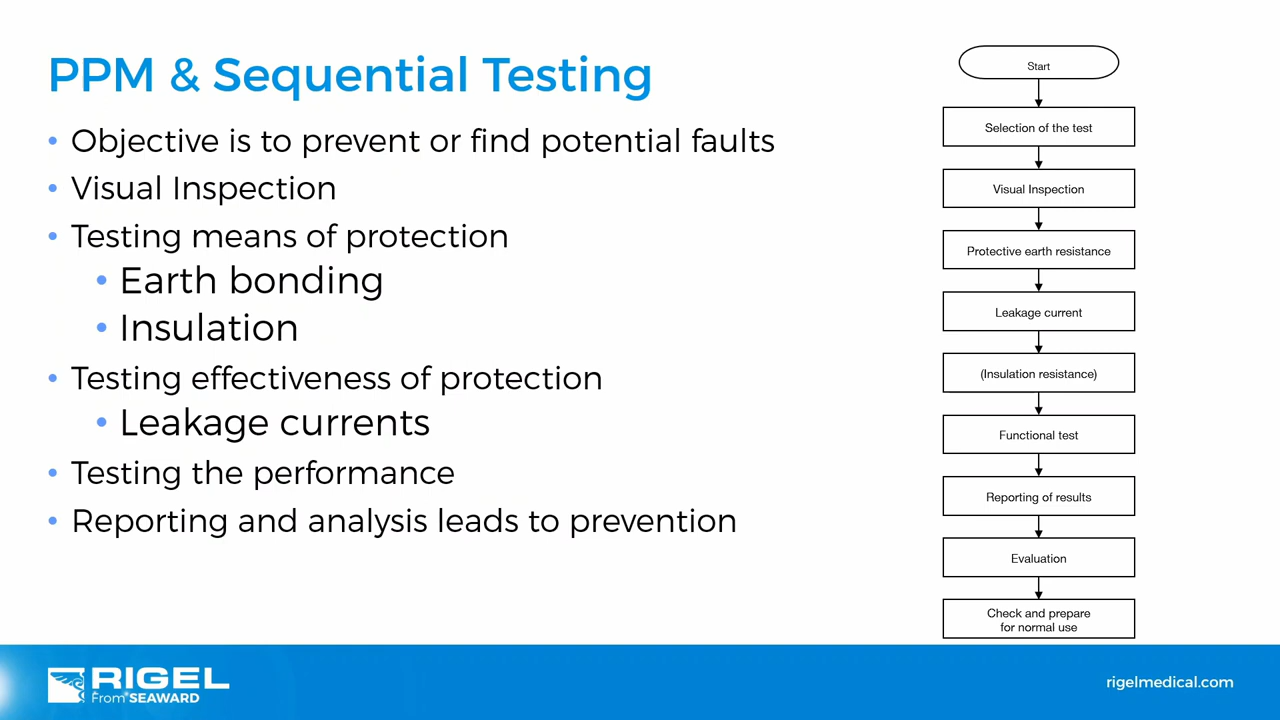 PPM & Sequential Testing
• Objective is to prevent or find potential faults
• Visual Inspection
• Testing means of protection
• Earth bonding
• Insulation
• Testing effectiveness of protection
• Leakage currents
• Testing the performance
• Reporting and analysis leads to prevention
Start
Selection of the test
Visual Inspection
Protective earth resistance
Leakage current
(Insulation resistance)
Functional test
Reporting of results
Evaluation
Check and prepare
for normal use
RIGEL
From SEAWARD
rigelmedical.com